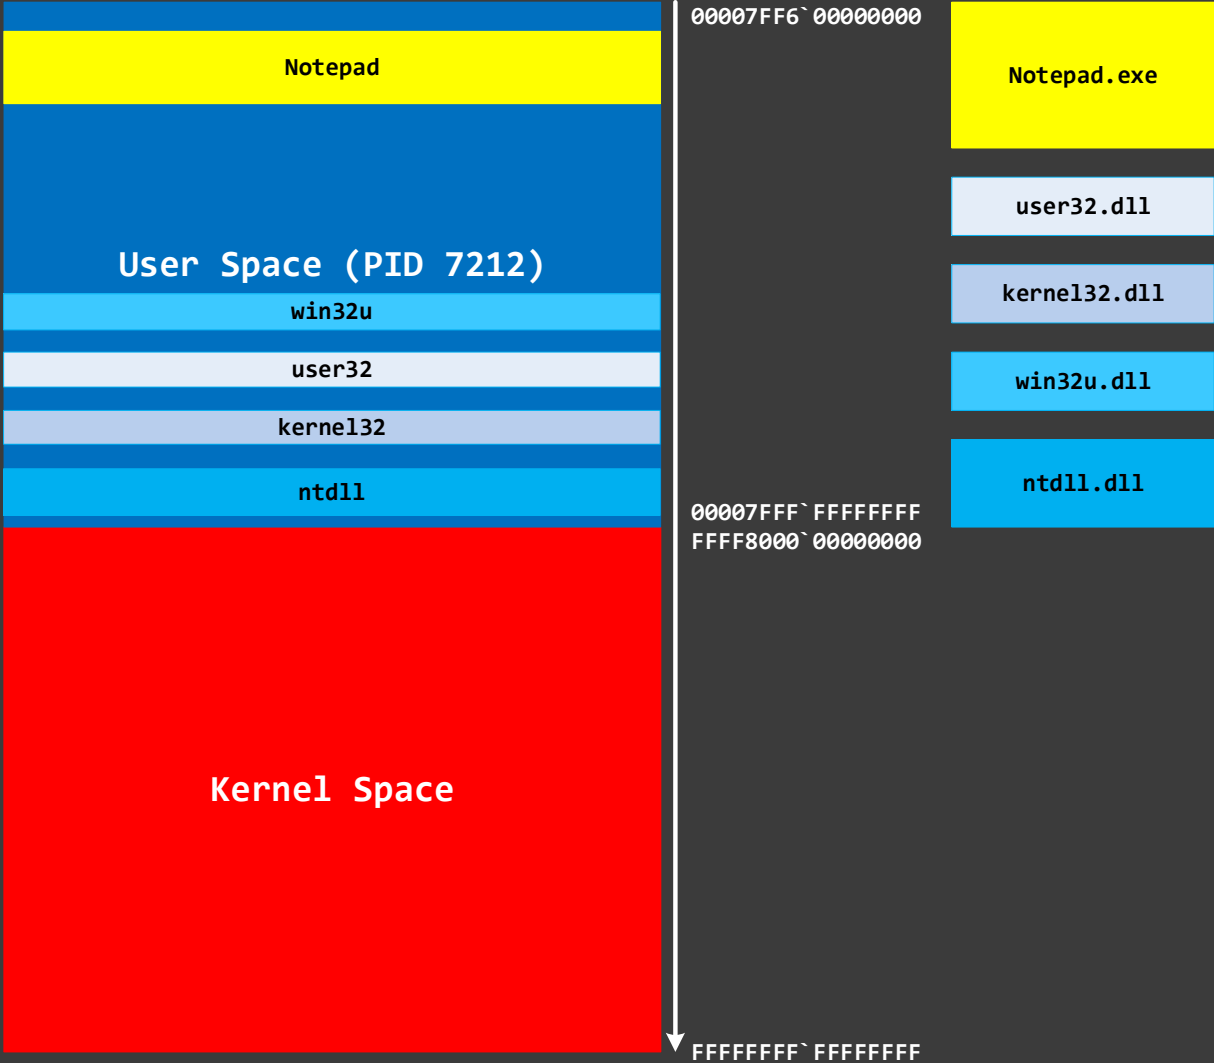 Notepad
User Space (PID 7212)
win32u
user32
kernel32
ntdll
Kernel Space
00007FF6`00000000
00007FFF`FFFFFFFF
FFFF8000`00000000
FFFFFFFF`FFFFFFFF
Notepad.exe
user32.dll
kernel32.dll
win32u.dll
ntdll.dll